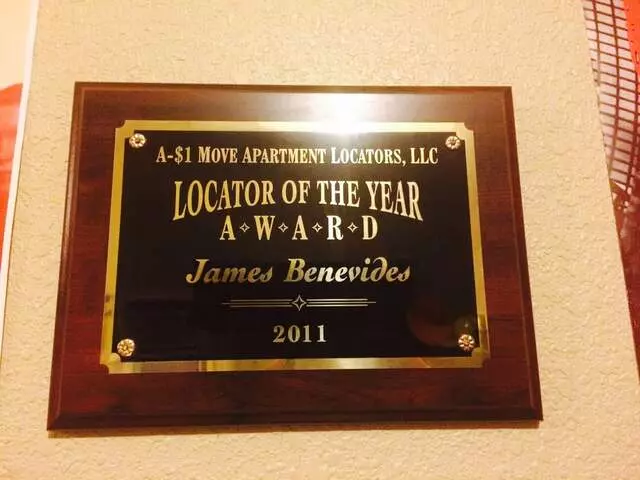 A-$1 MOVE APARTMENT LOCATORS, LLC
LOCATOR OF THE YEAR
A⟡W⟡A⟡R⟡D
James Benevides
2011